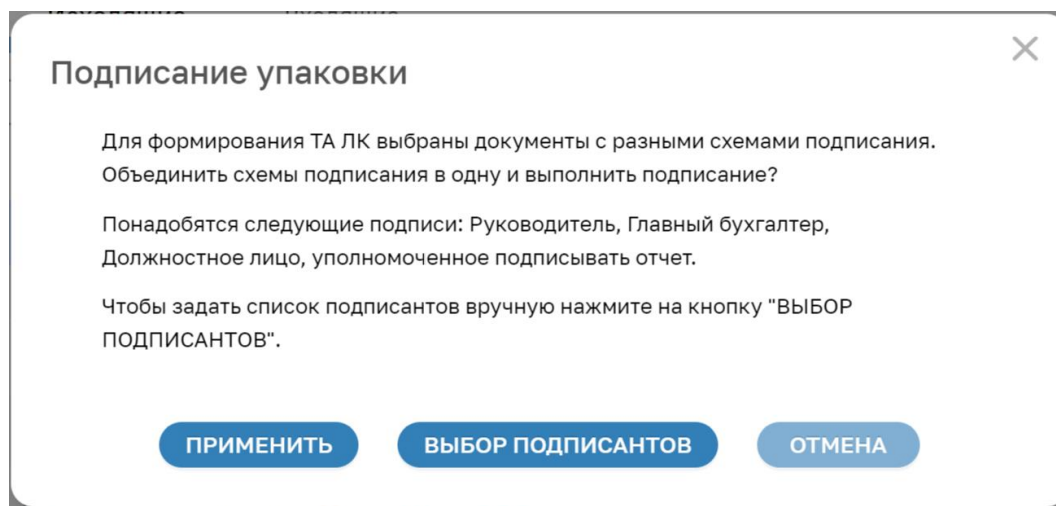 Подписание упаковки
Для формирования ТА ЛК выбраны документы с разными схемами подписания.
Объединить схемы подписания в одну и выполнить подписание?
Понадобятся следующие подписи: Руководитель, Главный бухгалтер,
Должностное лицо, уполномоченное подписывать отчет.
Чтобы задать список подписантов вручную нажмите на кнопку "ВЫБОР
ПОДПИСАНТОВ".
ПРИМЕНИТЬ
ВЫБОР ПОДПИСАНТОВ
ОТМЕНА